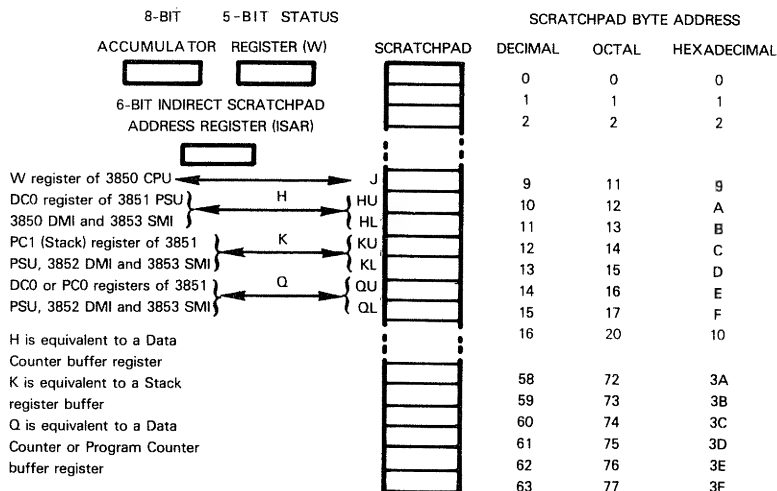 8-BIT 5-BIT STATUS SCRATCHPAD BYTE ADDRESS
ACCUMULATOR REGISTER (W) SCRATCHPAD DECIMAL OCTAL HEXADECIMAL
0 0 0
6-BIT INDIRECT SCRATCHPAD 1 1 1
ADDRESS REGISTER (ISAR) 2 2 2
W register of 3850 CPU J 9 11 9
DC0 register of 3851 PSU H HU 10 12 A
3850 DMI and 3853 SMI HL 11 13 B
PC1 (Stack) register of 3851 K KU 12 14 C
PSU, 3852 DMI and 3853 SMI KL 13 15 D
DC0 or PC0 registers of 3851 Q QU 14 16 E
PSU, 3852 DMI and 3853 SMI QL 15 17 F
H is equivalent to a Data 16 20 10
Counter buffer register
K is equivalent to a Stack 58 72 3A
register buffer 59 73 3B
Q is equivalent to a Data 60 74 3C
Counter or Program Counter 61 75 3D
buffer register 62 76 3E
63 77 3F